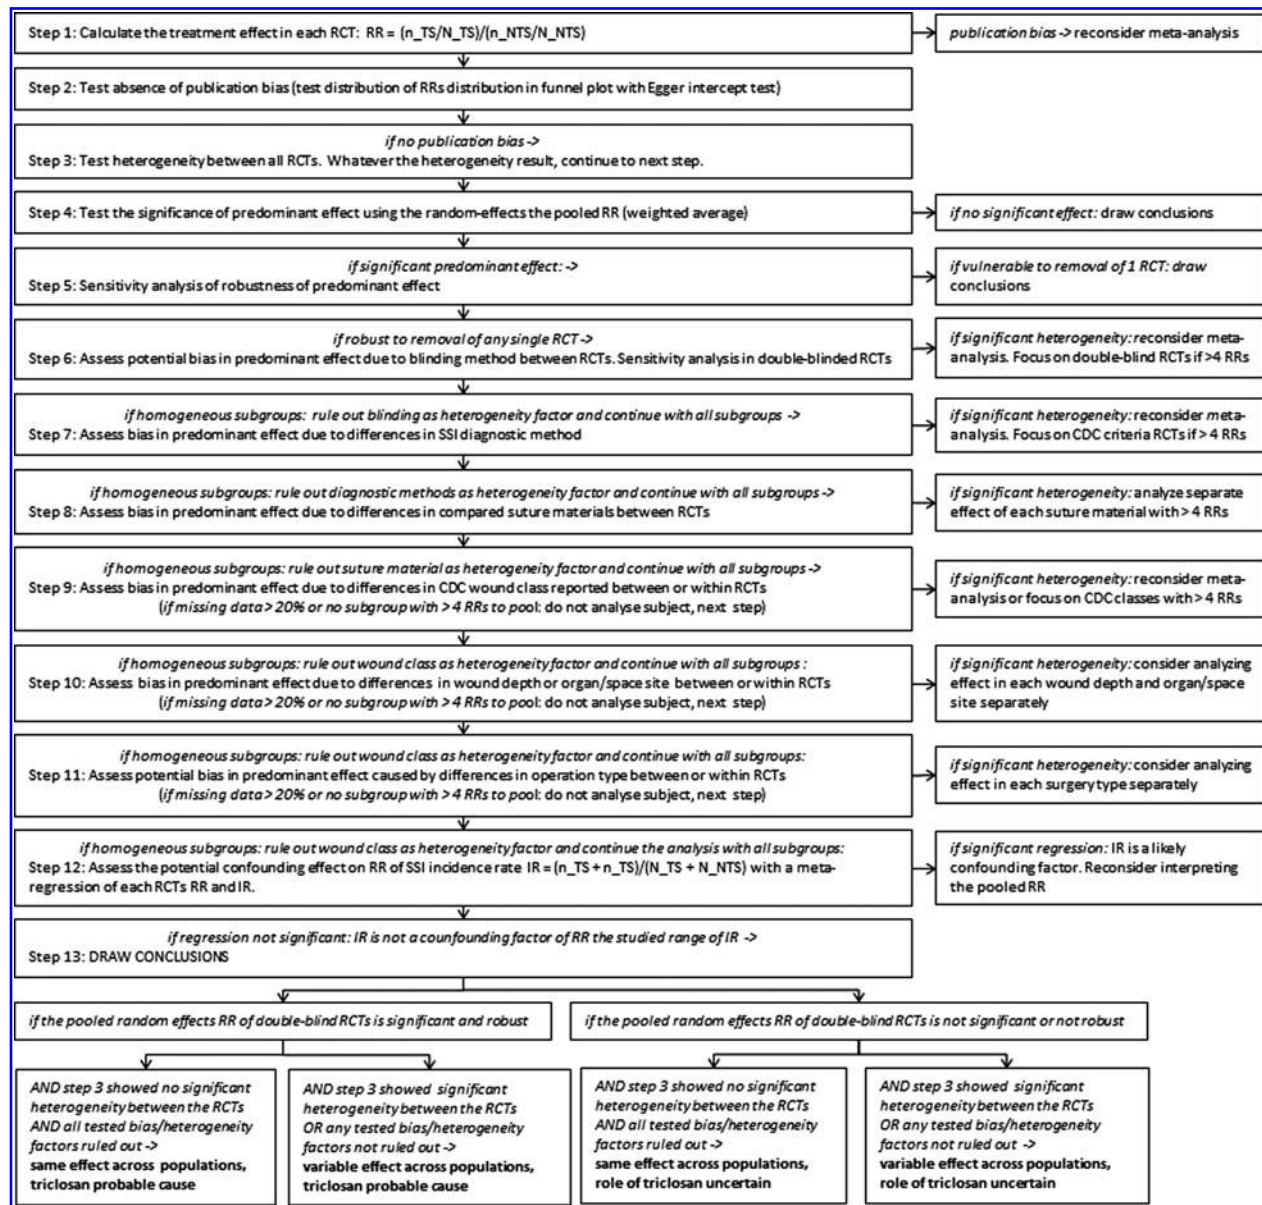 Step 1: Calculate the treatment effect in each RCT: RR = (n_TS/N_TS)/(n_NTS/N_NTS)
publication bias -> reconsider meta-analysis
Step 2: Test absence of publication bias (test distribution of RRs distribution in funnel plot with Egger intercept test)
if no publication bias ->
Step 3: Test heterogeneity between all RCTs. Whatever the heterogeneity result, continue to next step.
Step 4: Test the significance of predominant effect using the random-effects the pooled RR (weighted average)
if no significant effect: draw conclusions
if significant predominant effect: ->
Step 5: Sensitivity analysis of robustness of predominant effect
if vulnerable to removal of 1 RCT: draw
conclusions
if robust to removal of any single RCT ->
Step 6: Assess potential bias in predominant effect due to blinding method between RCTs. Sensitivity analysis in double-blinded RCTs
if significant heterogeneity: reconsider meta-
analysis. Focus on double-blind RCTs if >4 RRs
if homogeneous subgroups: rule out blinding as heterogeneity factor and continue with all subgroups ->
Step 7: Assess bias in predominant effect due to differences in SSI diagnostic method
if significant heterogeneity: reconsider meta-
analysis. Focus on CDC criteria RCTs if > 4 RRs
if homogeneous subgroups: rule out diagnostic methods as heterogeneity factor and continue with all subgroups ->
Step 8: Assess bias in predominant effect due to differences in compared suture materials between RCTs
if significant heterogeneity: analyze separate
effect of each suture material with > 4 RRs
if homogeneous subgroups: rule out suture material as heterogeneity factor and continue with all subgroups ->
Step 9: Assess bias in predominant effect due to differences in CDC wound class reported between or within RCTs
(if missing data > 20% or no subgroup with > 4 RRs to pool: do not analyse subject, next step)
if significant heterogeneity: reconsider meta-
analysis or focus on CDC classes with > 4 RRs
if homogeneous subgroups: rule out wound class as heterogeneity factor and continue with all subgroups :
Step 10: Assess bias in predominant effect due to differences in wound depth or organ/space site between or within RCTs
(if missing data > 20% or no subgroup with > 4 RRs to pool: do not analyse subject, next step)
if significant heterogeneity: consider analyzing
effect in each wound depth and organ/space
site separately
if homogeneous subgroups: rule out wound class as heterogeneity factor and continue with all subgroups:
Step 11: Assess potential bias in predominant effect caused by differences in operation type between or within RCTs
(if missing data > 20% or no subgroup with > 4 RRs to pool: do not analyse subject, next step)
if significant heterogeneity: consider analyzing
effect in each surgery type separately
if homogeneous subgroups: rule out wound class as heterogeneity factor and continue the analysis with all subgroups:
Step 12: Assess the potential confounding effect on RR of SSI incidence rate IR = (n_TS + n_TS)/(N_TS + N_NTS) with a meta-
regression of each RCTs RR and IR.
if significant regression: IR is a likely
confounding factor. Reconsider interpreting
the pooled RR
if regression not significant: IR is not a counfounding factor of RR the studied range of IR ->
Step 13: DRAW CONCLUSIONS
if the pooled random effects RR of double-blind RCTs is significant and robust
if the pooled random effects RR of double-blind RCTs is not significant or not robust
AND step 3 showed no significant
heterogeneity between the RCTs
AND all tested bias/heterogeneity
factors ruled out ->
same effect across populations,
triclosan probable cause
AND step 3 showed significant
heterogeneity between the RCTs
OR any tested bias/heterogeneity
factors not ruled out ->
variable effect across populations,
triclosan probable cause
AND step 3 showed no significant
heterogeneity between the RCTs
AND all tested bias/heterogeneity
factors ruled out ->
same effect across populations,
role of triclosan uncertain
AND step 3 showed significant
heterogeneity between the RCTs
OR any tested bias/heterogeneity
factors not ruled out ->
variable effect across populations,
role of triclosan uncertain